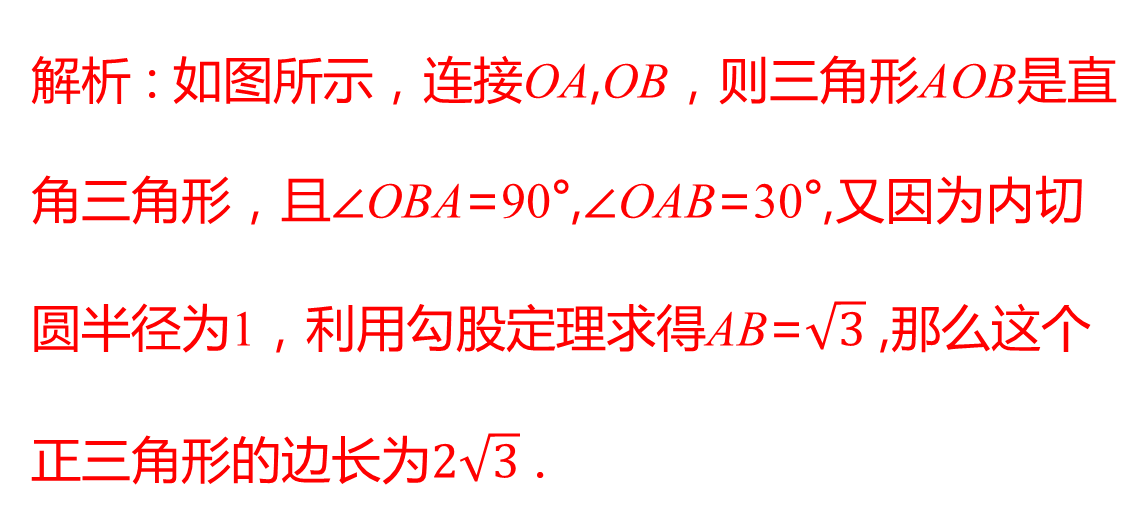 解析：如图所示，连接OA,OB，则三角形AOB是直
角三角形，且∠OBA=90°,∠OAB=30°,又因为内切
圆半径为1，利用勾股定理求得AB=√3 ,那么这个
正三角形的边长为2√3 .